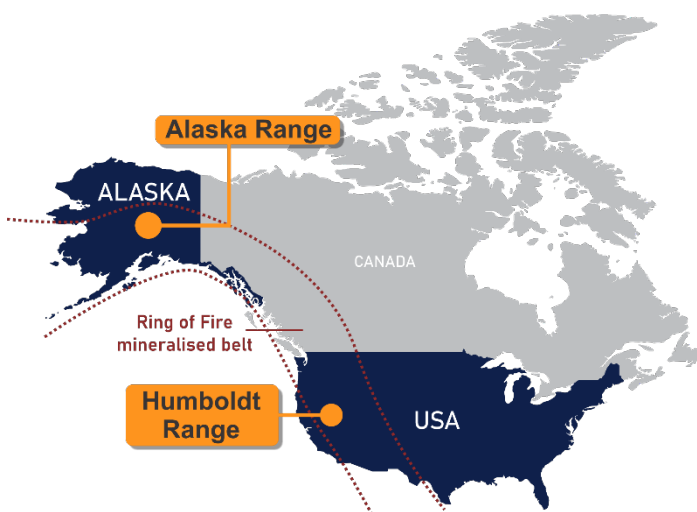 Alaska Range
ALASKA
CANADA
Ring of Fire
mineralised belt
Humboldt
Range
USA